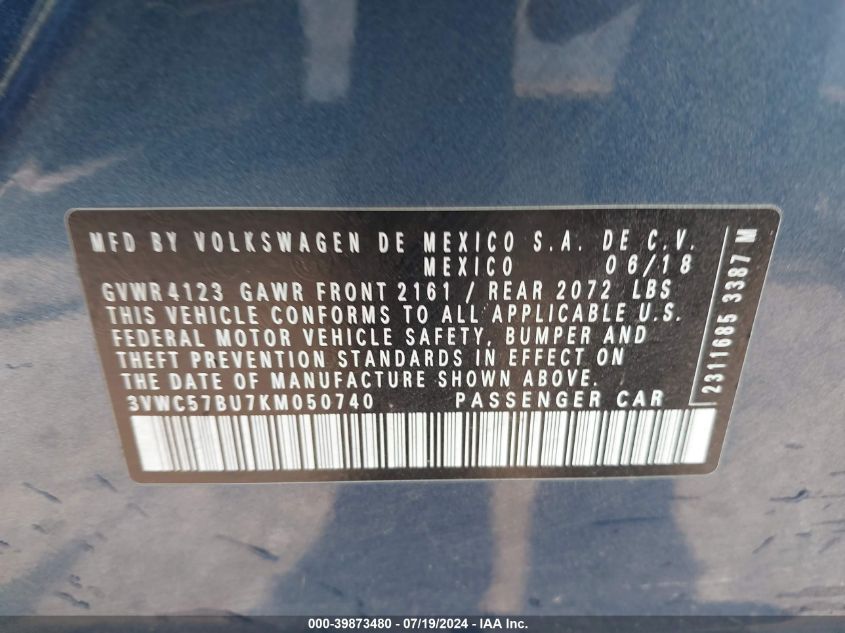 MFD BY VOLKSWAGEN DE MEXICO S.A. DE C.V.
MEXICO 06/18
GVWR 4123 GAWR FRONT 2161 / REAR 2072 LBS
THIS VEHICLE CONFORMS TO ALL APPLICABLE U.S.
FEDERAL MOTOR VEHICLE SAFETY, BUMPER AND
THEFT PREVENTION STANDARDS IN EFFECT ON
THE DATE OF MANUFACTURE SHOWN ABOVE.
3VWC57BU7KM050740 PASSENGER CAR
2311685 3387 M
000-39873480 - 07/19/2024 - IAA Inc.